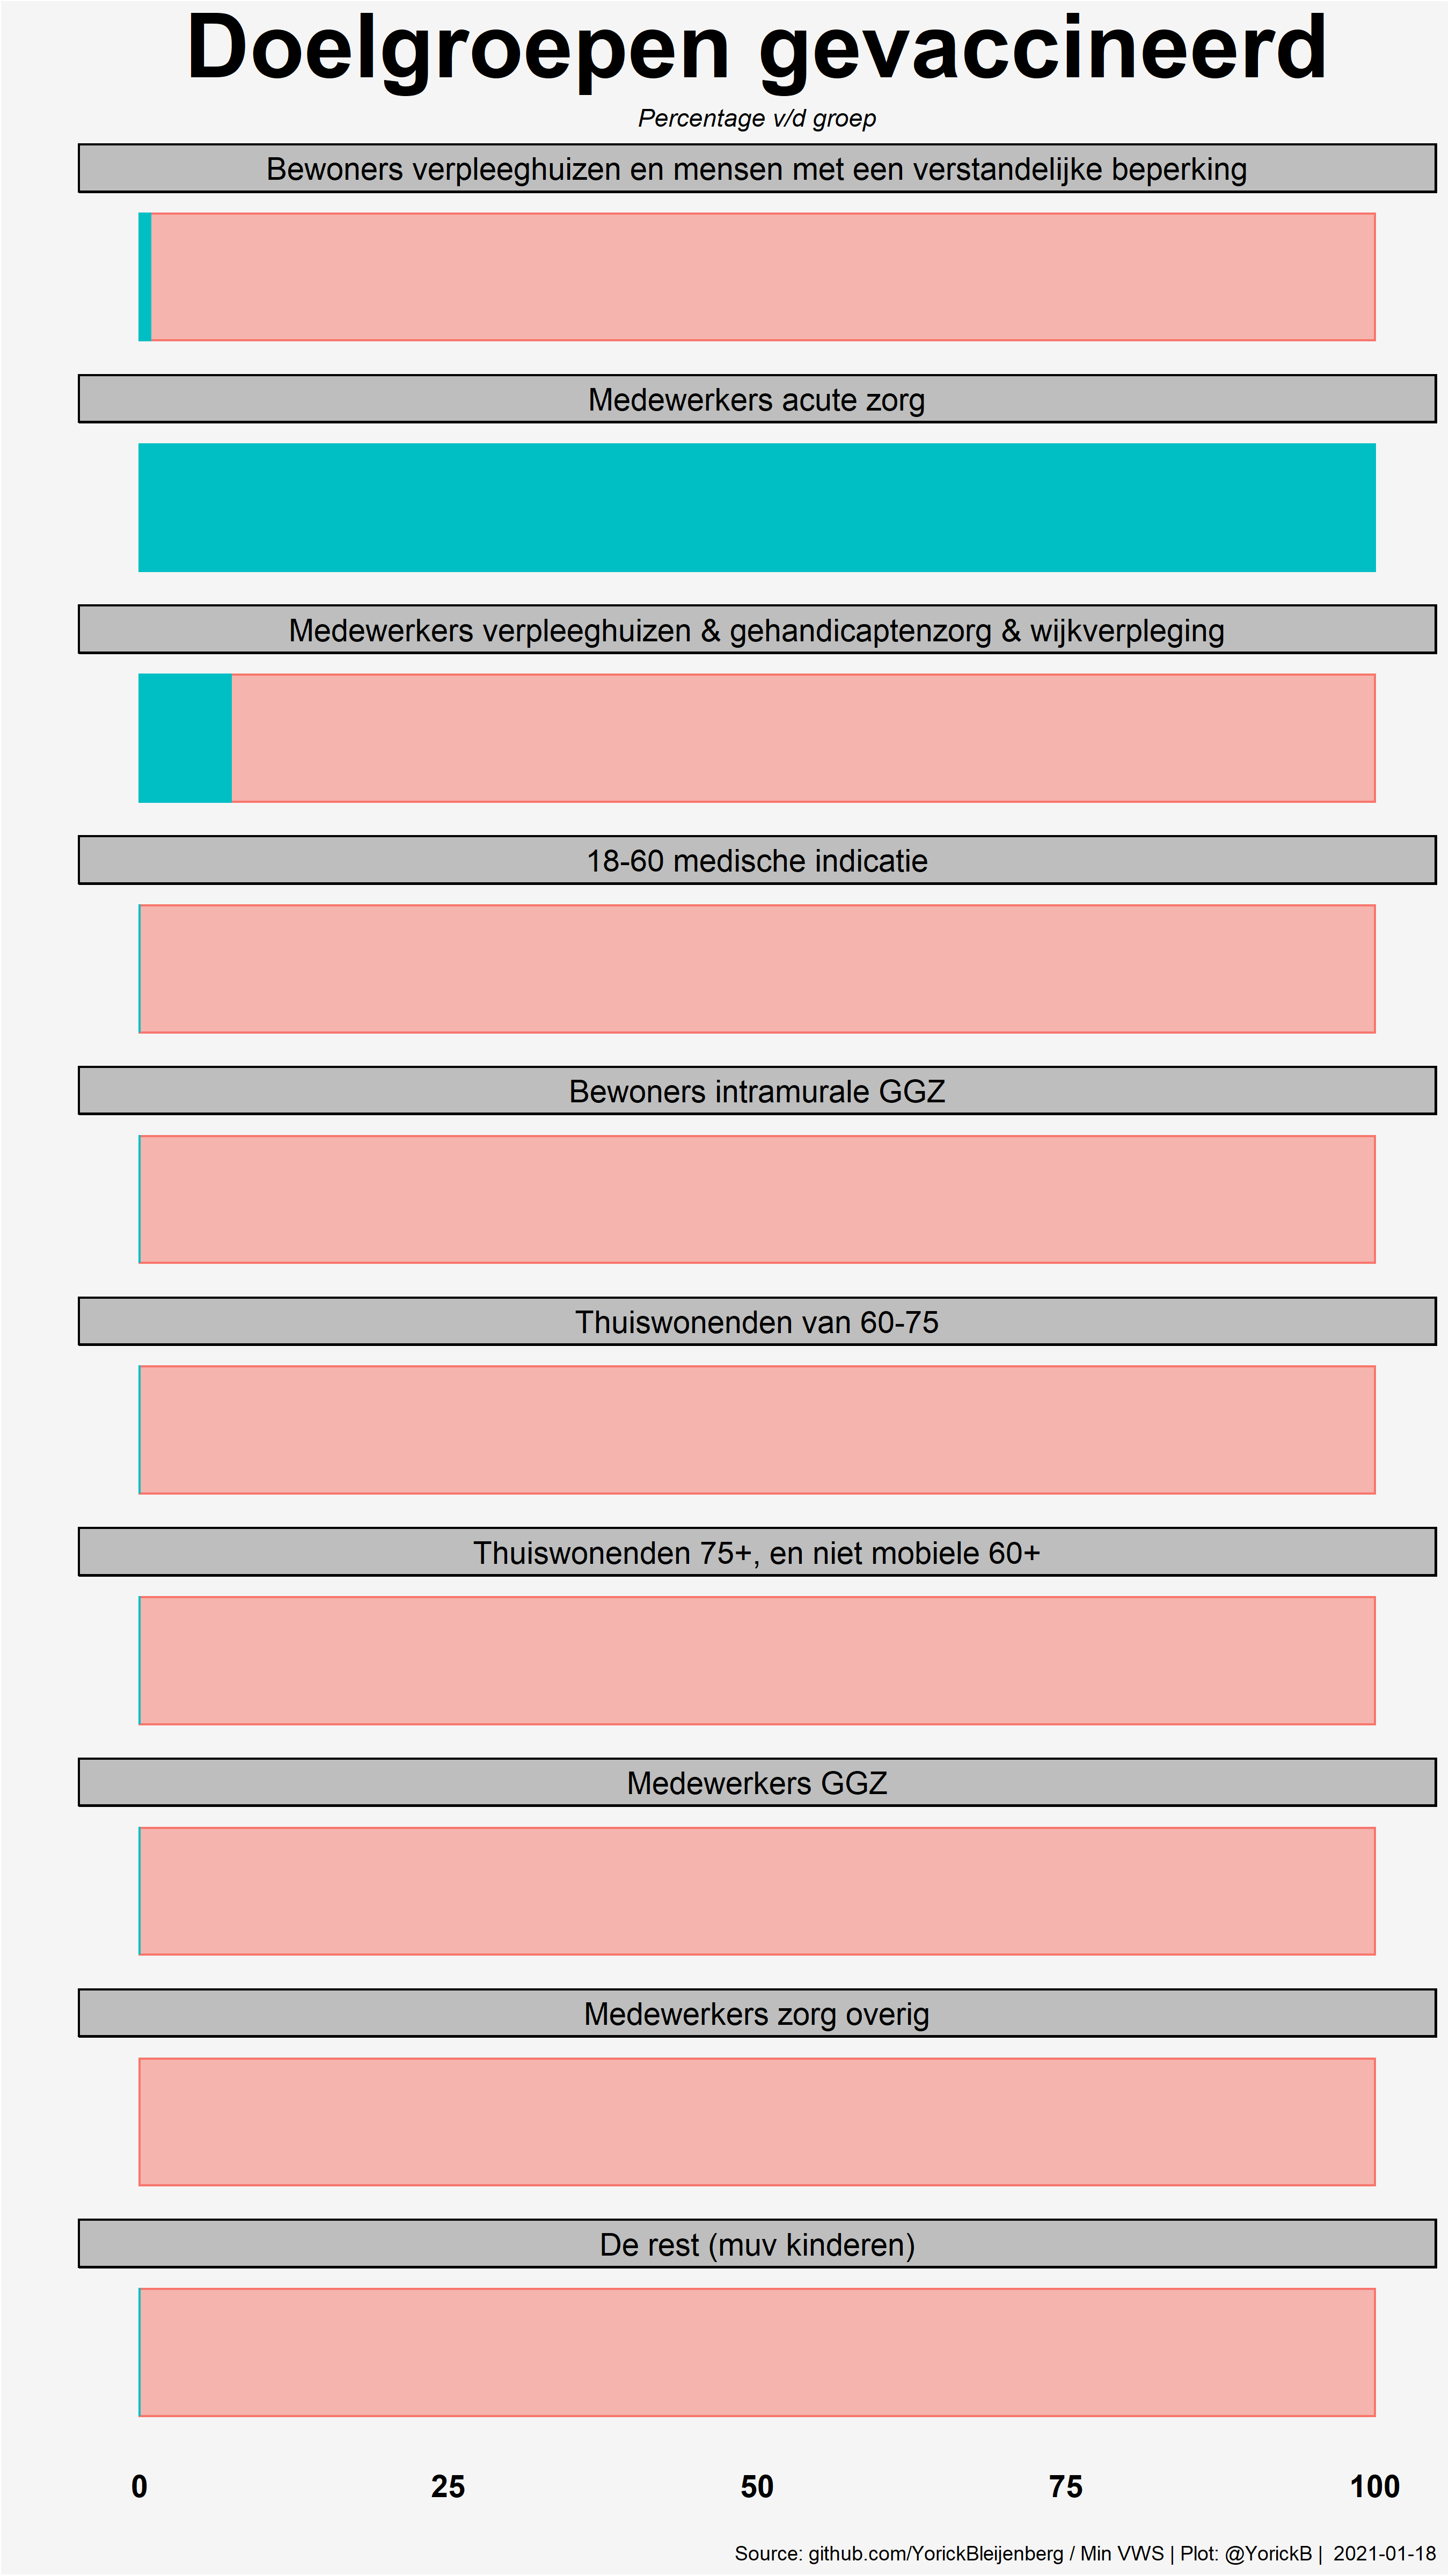 Doelgroepen gevaccineerd
Percentage v/d groep
Bewoners verpleeghuizen en mensen met een verstandelijke beperking
Medewerkers acute zorg
Medewerkers verpleeghuizen & gehandicaptenzorg & wijkverpleging
18-60 medische indicatie
Bewoners intramurale GGZ
Thuiswonenden van 60-75
Thuiswonenden 75+, en niet mobiele 60+
Medewerkers GGZ
Medewerkers zorg overig
De rest (muv kinderen)
0 25 50 75 100
Source: github.com/YorickBleijenberg / Min VWS | Plot: @YorickB | 2021-01-18